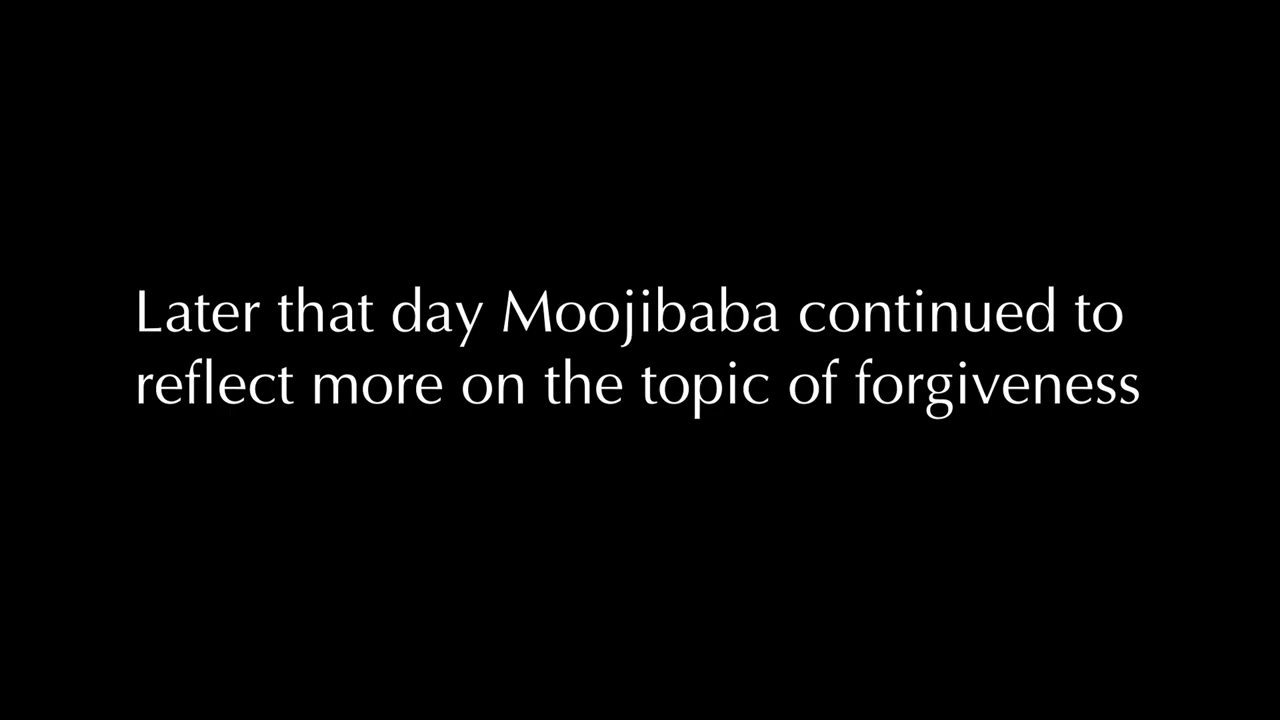 Later that day Moojibaba continued to
reflect more on the topic of forgiveness